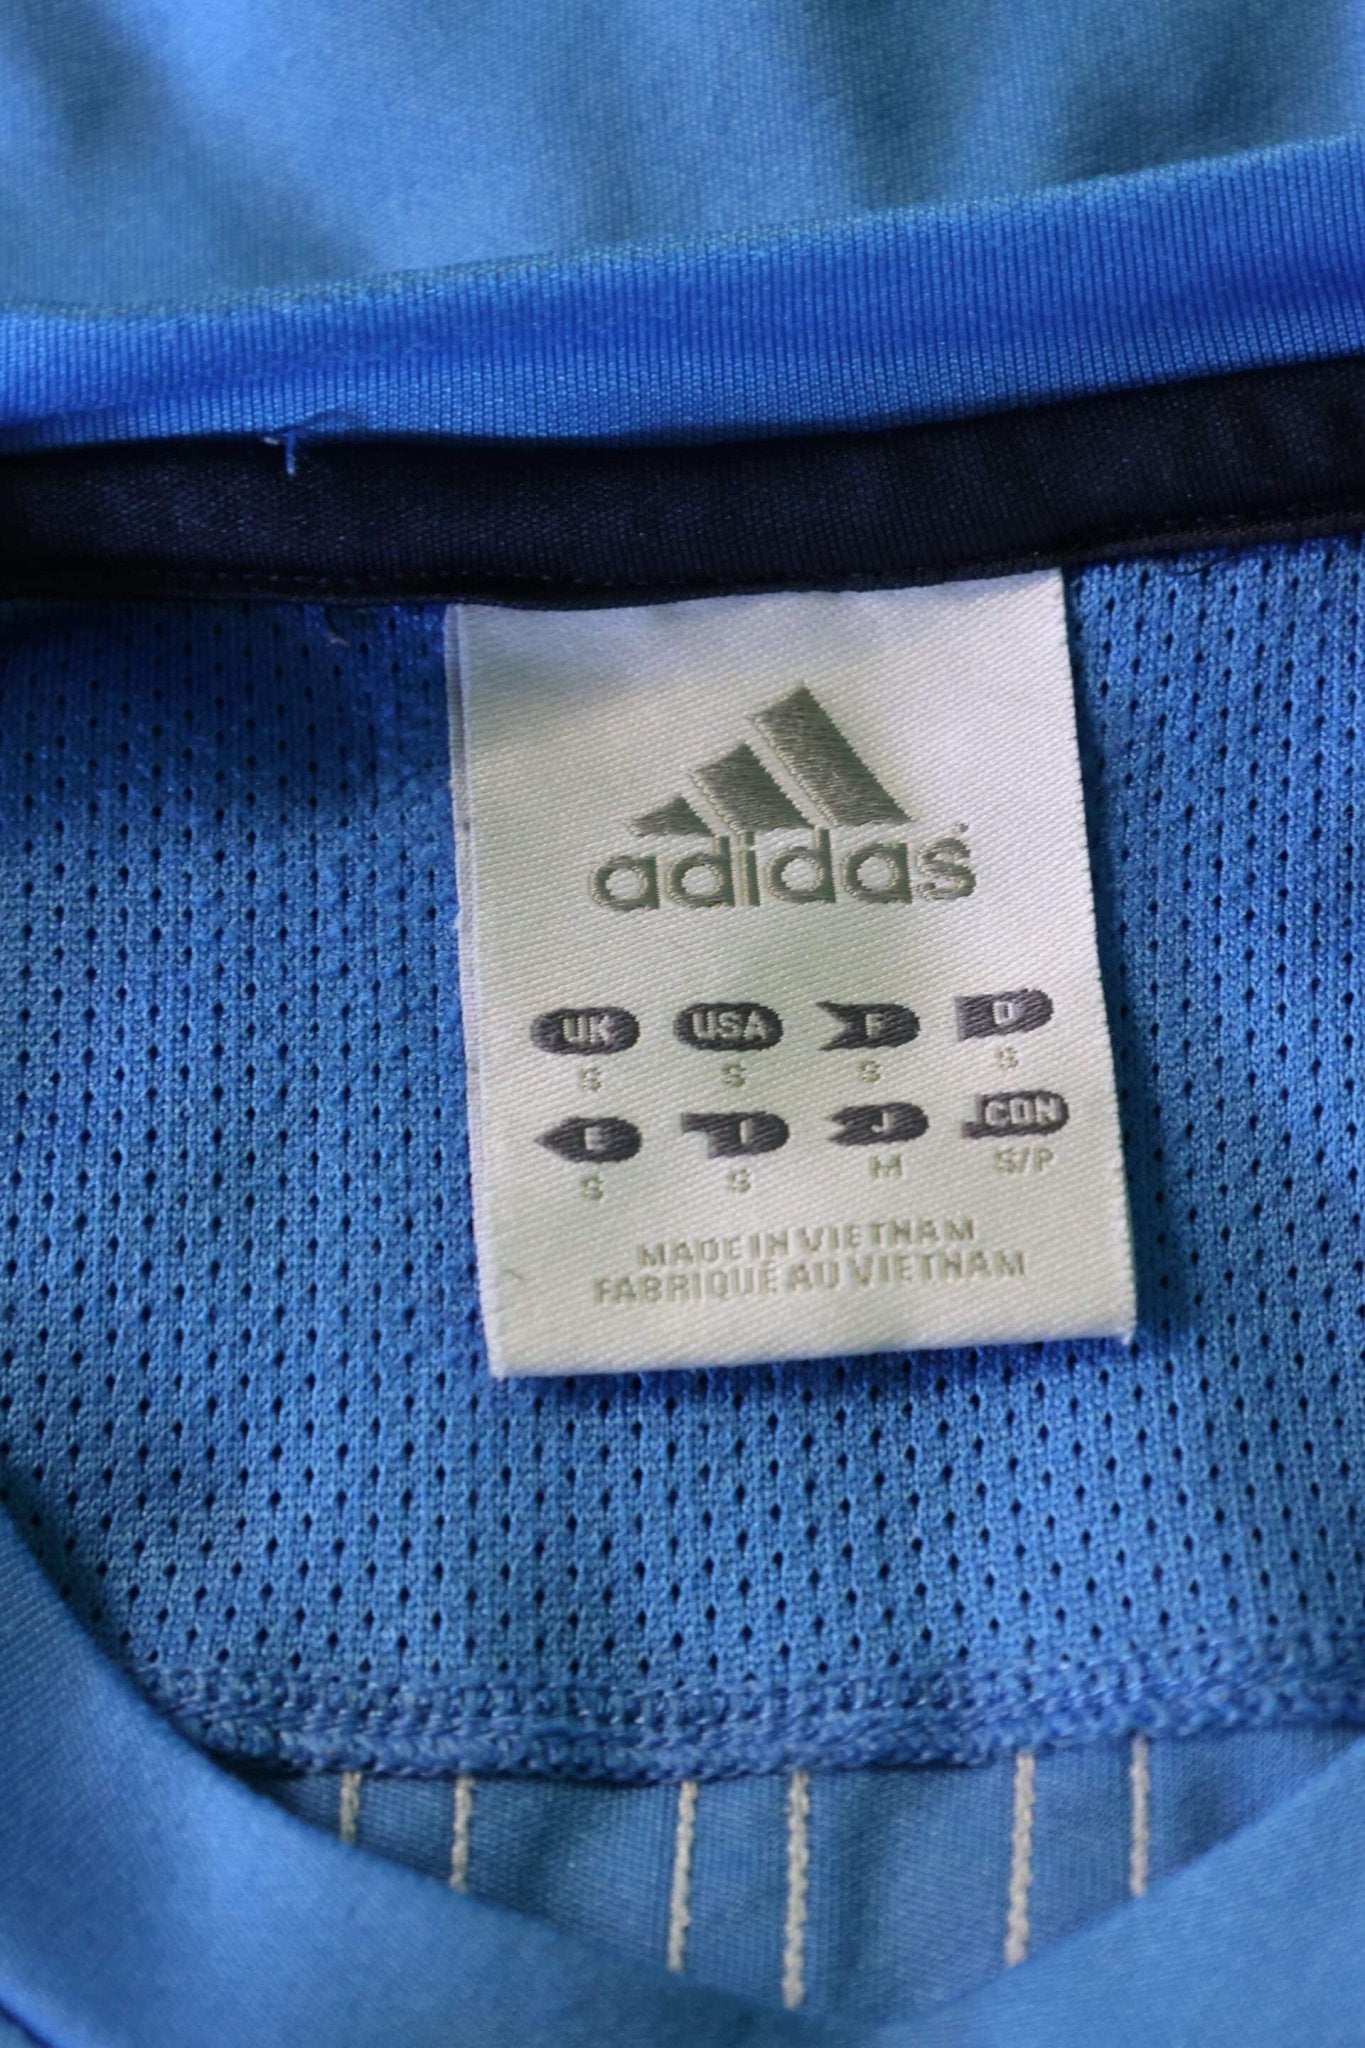 adidas
UK USA F D
S S S S
E I J CDN
S S M S/P
MADE IN VIETNAM
FABRIQUÉ AU VIETNAM